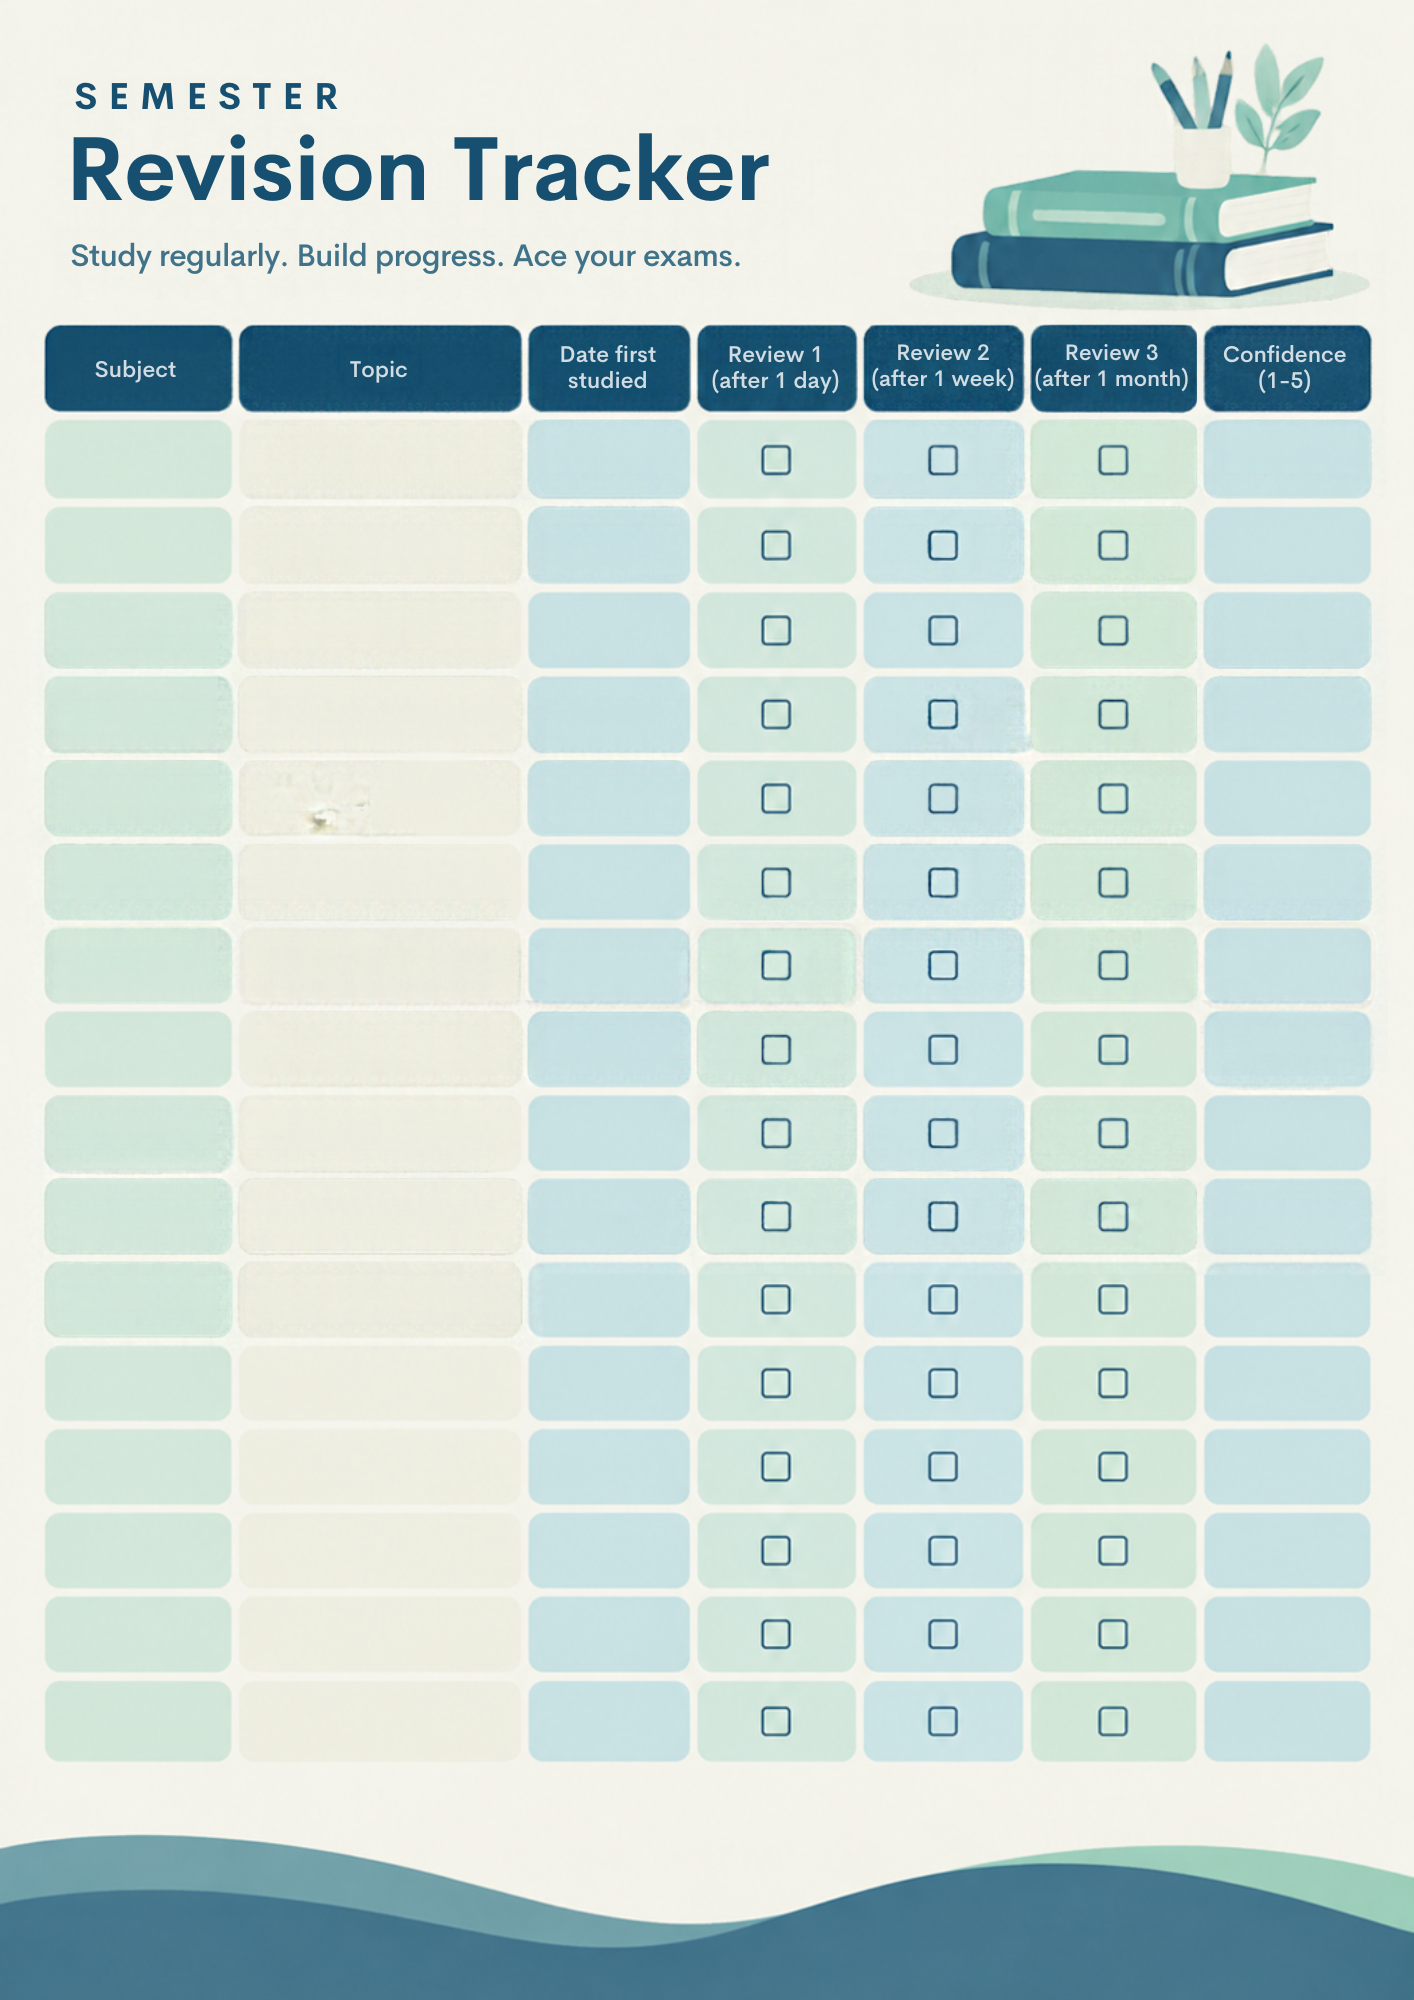 SEMESTER
Revision Tracker
Study regularly. Build progress. Ace your exams.
Subject
Topic
Date first
studied
Review 1
(after 1 day)
Review 2
(after 1 week)
Review 3
(after 1 month)
Confidence
(1-5)